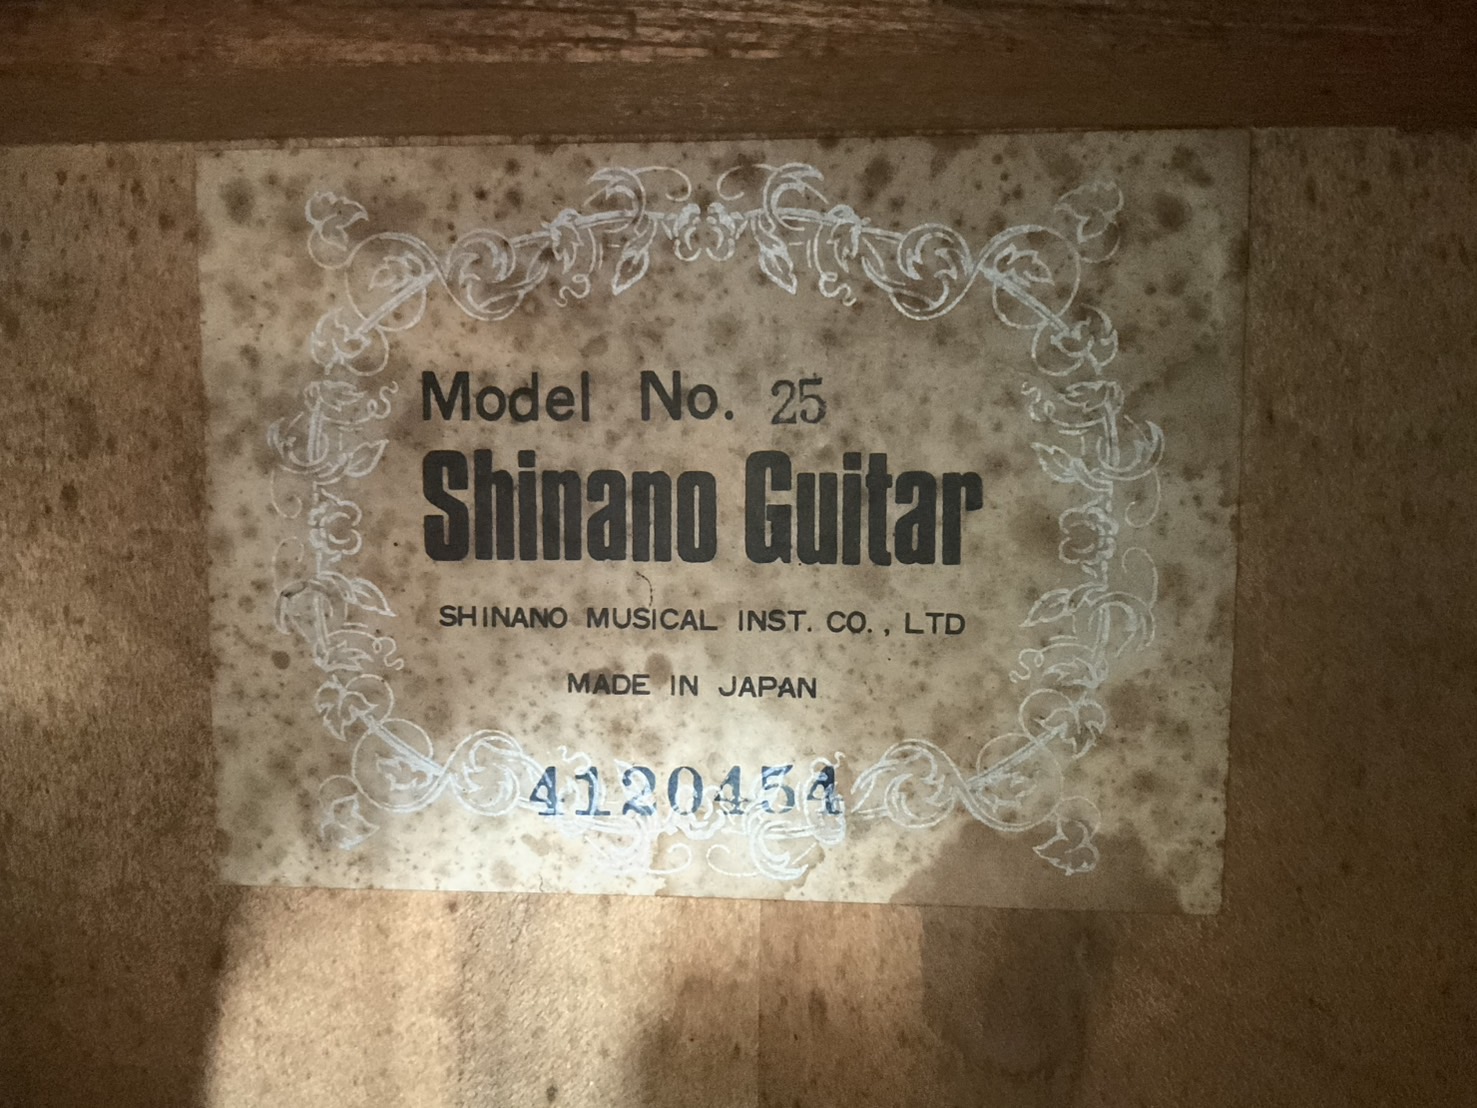 Model No. 25
Shinano Guitar
SHINANO MUSICAL INST. CO., LTD
MADE IN JAPAN
4120454